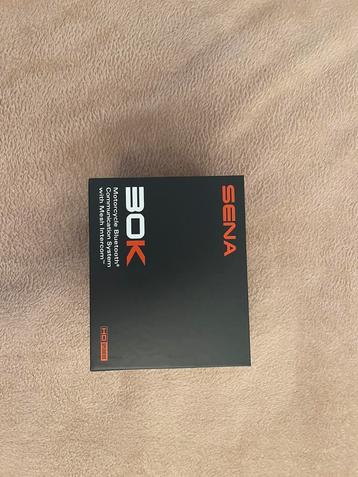 SENA
30K
Motorcycle Bluetooth®
Communication System
with Mesh Intercom™
HD